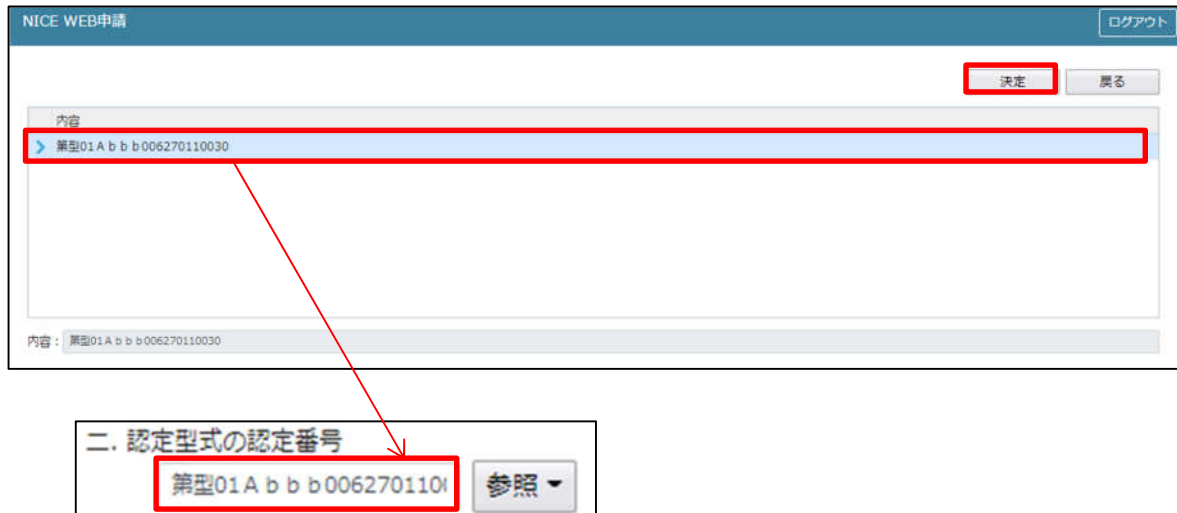 NICE WEB申請
ログアウト
決定
戻る
内容
第型01Ａｂｂｂ006270110030
内容： 第型01Ａｂｂｂ006270110030
二. 認定型式の認定番号
第型01Ａｂｂｂ0062701100
参照